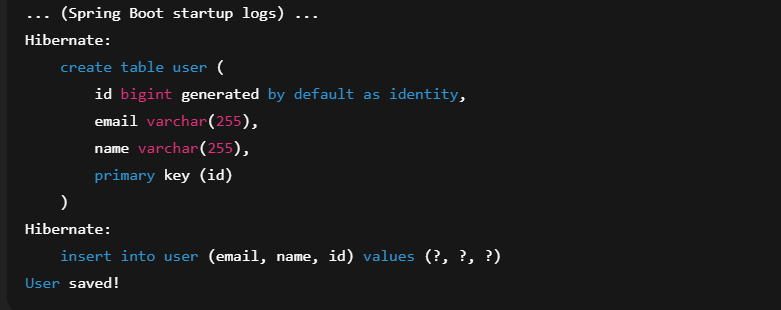 ... (Spring Boot startup logs) ...
Hibernate:
    create table user (
        id bigint generated by default as identity,
        email varchar(255),
        name varchar(255),
        primary key (id)
    )
Hibernate:
    insert into user (email, name, id) values (?, ?, ?)
User saved!